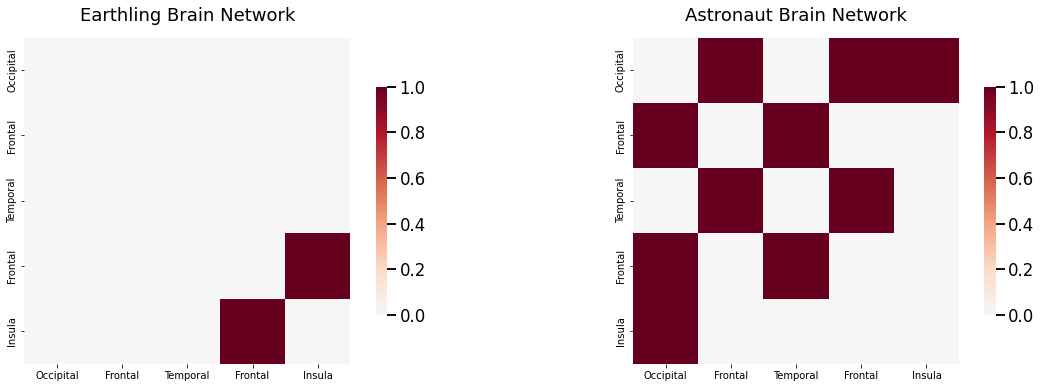 Earthling Brain Network
Occipital
Frontal
Temporal
Frontal
Insula
Occipital
Frontal
Temporal
Frontal
Insula
1.0
0.8
0.6
0.4
0.2
0.0
Astronaut Brain Network
Occipital
Frontal
Temporal
Frontal
Insula
Occipital
Frontal
Temporal
Frontal
Insula
1.0
0.8
0.6
0.4
0.2
0.0